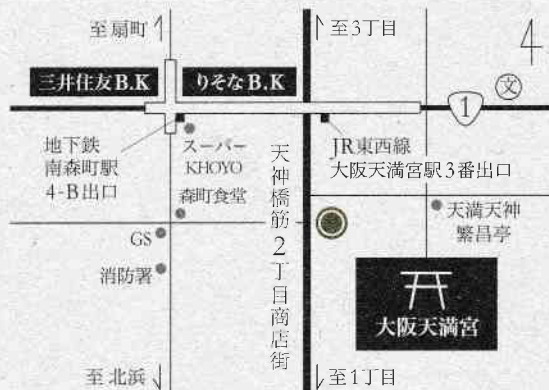 至扇町
至3丁目
三井住友B.K
りそなB.K
1
文
地下鉄
南森町駅
4-B出口
スーパー
KHOYO
森町食堂
天神橋筋2丁目商店街
JR東西線
大阪天満宮駅3番出口
天満天神
繁昌亭
GS
消防署
大阪天満宮
至北浜
至1丁目